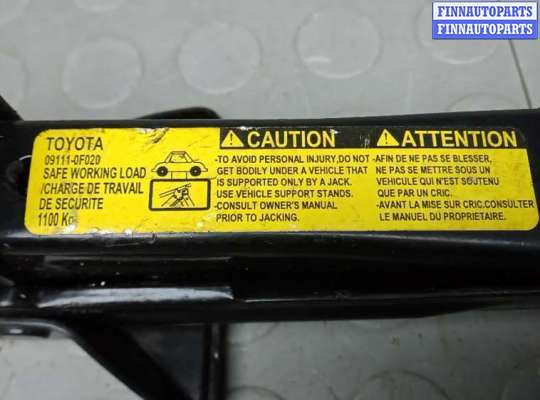 FINNAUTOPARTS
FINNAUTOPARTS
TOYOTA
09111-0F020
SAFE WORKING LOAD
/CHARGE DE TRAVAIL
DE SECURITE
1100 Kg
CAUTION
-TO AVOID PERSONAL INJURY,DO NOT
GET BODILY UNDER A VEHICLE THAT
IS SUPPORTED ONLY BY A JACK.
USE VEHICLE SUPPORT STANDS.
-CONSULT OWNER'S MANUAL
PRIOR TO JACKING.
ATTENTION
-AFIN DE NE PAS SE BLESSER,
NE PAS SE METTRE SOUS UN
VEHICULE QUI N'EST SOUTENU
QUE PAR UN CRIC.
-AVANT LA MISE SUR CRIC,CONSULTER
LE MANUEL DU PROPRIETAIRE.